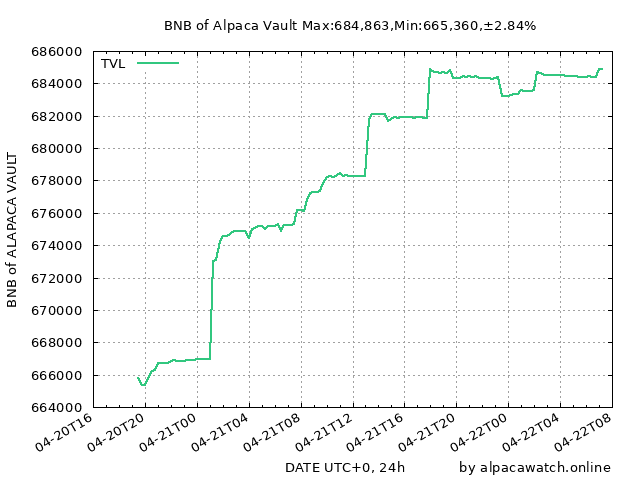 BNB of Alpaca Vault Max:684,863,Min:665,360,±2.84%
TVL
BNB of ALAPACA VAULT
686000
684000
682000
680000
678000
676000
674000
672000
670000
668000
666000
664000
04-20T16
04-20T20
04-21T00
04-21T04
04-21T08
04-21T12
04-21T16
04-21T20
04-22T00
04-22T04
04-22T08
DATE UTC+0, 24h
by alpacawatch.online